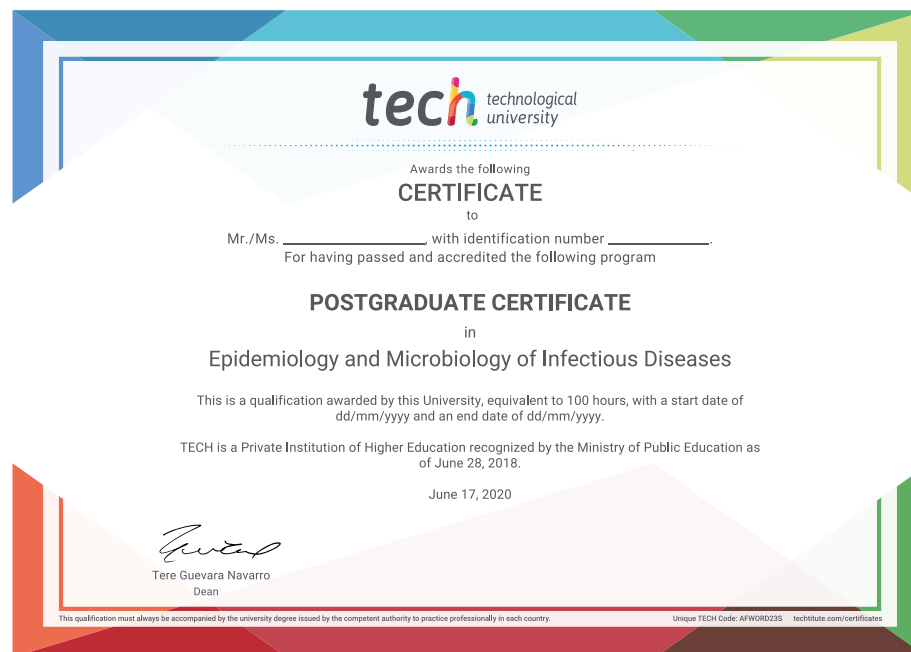 tech technological
university
Awards the following
CERTIFICATE
to
Mr./Ms. ____________________, with identification number ______________.
For having passed and accredited the following program
POSTGRADUATE CERTIFICATE
in
Epidemiology and Microbiology of Infectious Diseases
This is a qualification awarded by this University, equivalent to 100 hours, with a start date of
dd/mm/yyyy and an end date of dd/mm/yyyy.
TECH is a Private Institution of Higher Education recognized by the Ministry of Public Education as
of June 28, 2018.
June 17, 2020
Tere Guevara Navarro
Dean
This qualification must always be accompanied by the university degree issued by the competent authority to practice professionally in each country. Unique TECH Code: AFWORD23S techtitute.com/certificates